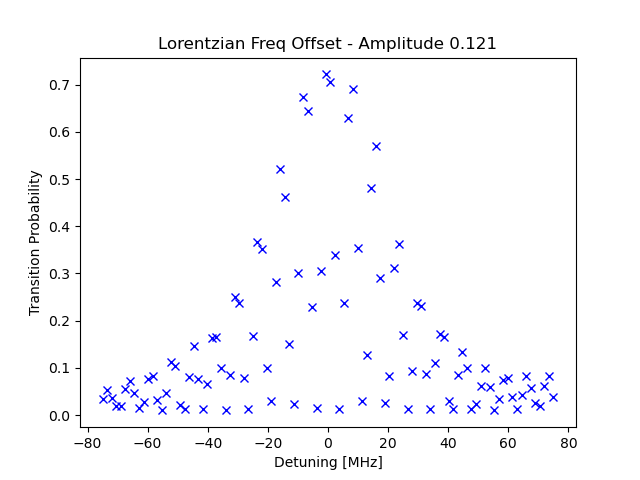 Lorentzian Freq Offset - Amplitude 0.121
Transition Probability
0.7
0.6
0.5
0.4
0.3
0.2
0.1
0.0
−80 −60 −40 −20 0 20 40 60 80
Detuning [MHz]